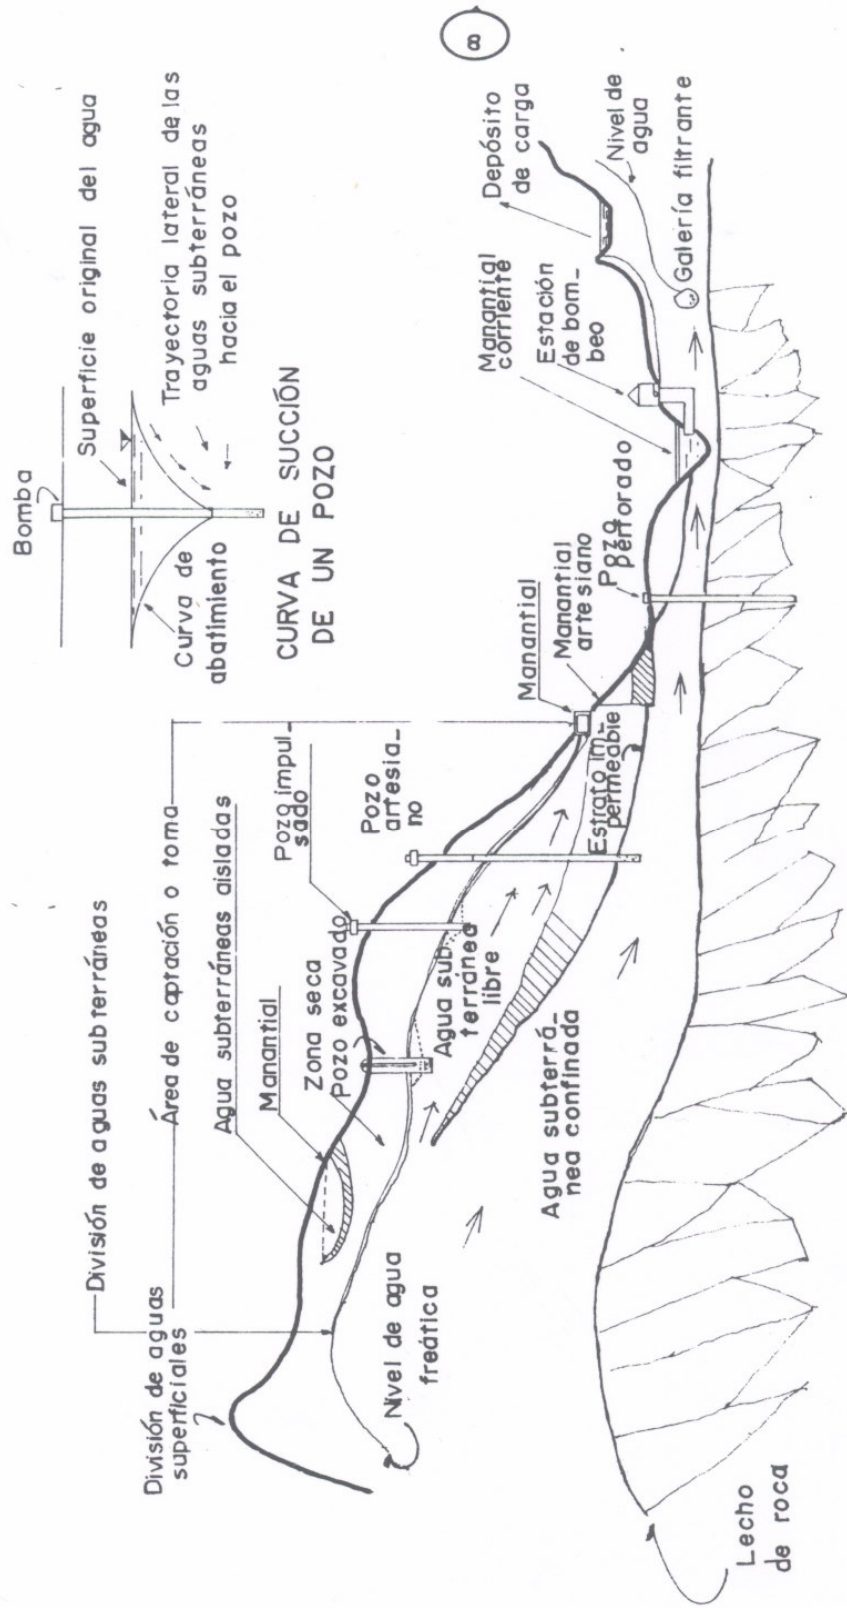 8
Bomba
Superficie original del agua
Trayectoria lateral de las
aguas subterráneas
hacia el pozo
Curva de
abatimiento
CURVA DE SUCCIÓN
DE UN POZO
División de aguas subterráneas
División de aguas
superficiales
Área de captación o toma
Agua subterráneas aisladas
Manantial
Zona seca
Pozo excavado
Pozo impul_
sado
Pozo
artesia_
no
Nivel de agua
freática
Agua sub
terránea
libre
Agua subterrá_
nea confinada
Estrato im_
permeable
Manantial
Manantial
artesiano
Pozo
perforado
Manantial
corriente
Estación
de bom_
beo
Depósito
de carga
Nivel de
agua
Galería filtrante
Lecho
de roca